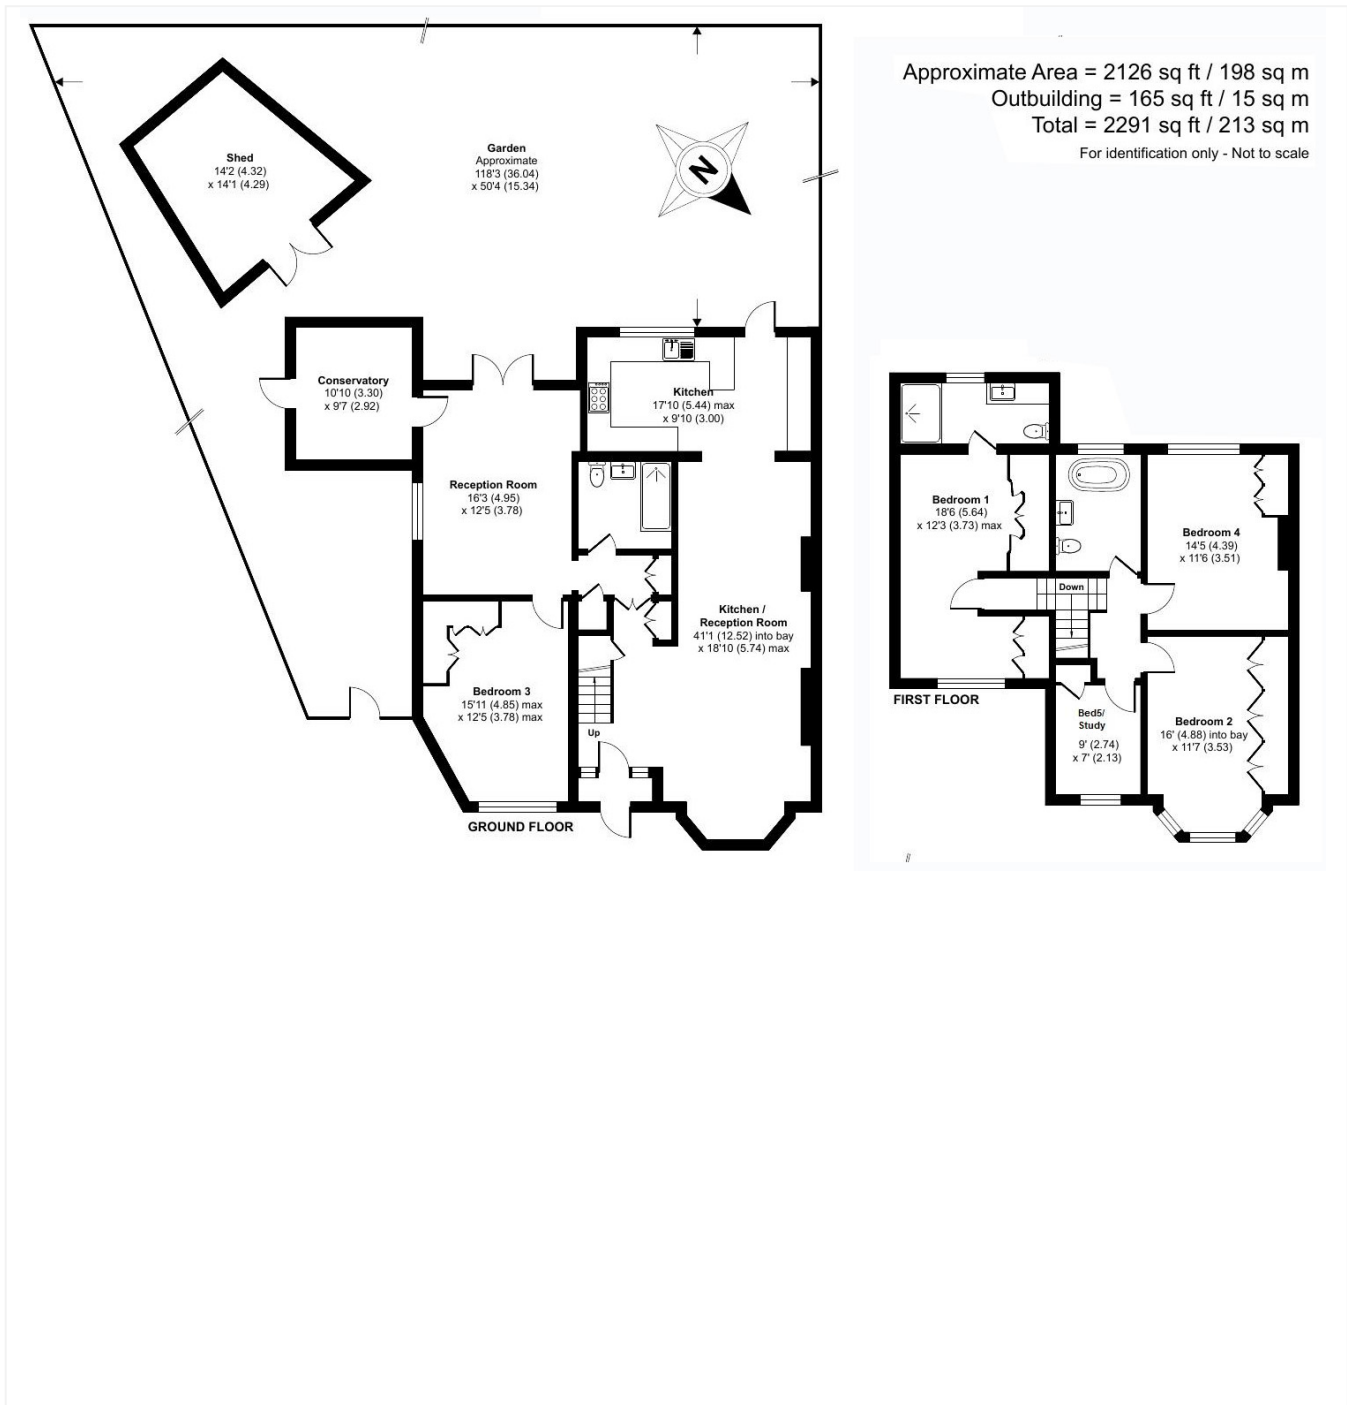 Approximate Area = 2126 sq ft / 198 sq m
Outbuilding = 165 sq ft / 15 sq m
Total = 2291 sq ft / 213 sq m
For identification only - Not to scale
Shed
14'2 (4.32)
x 14'1 (4.29)
Garden
Approximate
118'3 (36.04)
x 50'4 (15.34)
N
Conservatory
10'10 (3.30)
x 9'7 (2.92)
Kitchen
17'10 (5.44) max
x 9'10 (3.00)
Reception Room
16'3 (4.95)
x 12'5 (3.78)
Kitchen /
Reception Room
41'1 (12.52) into bay
x 18'10 (5.74) max
Bedroom 3
15'11 (4.85) max
x 12'5 (3.78) max
Up
GROUND FLOOR
Bedroom 1
18'6 (5.64)
x 12'3 (3.73) max
Bedroom 4
14'5 (4.39)
x 11'6 (3.51)
Down
FIRST FLOOR
Bed5/
Study
9' (2.74)
x 7' (2.13)
Bedroom 2
16' (4.88) into bay
x 11'7 (3.53)